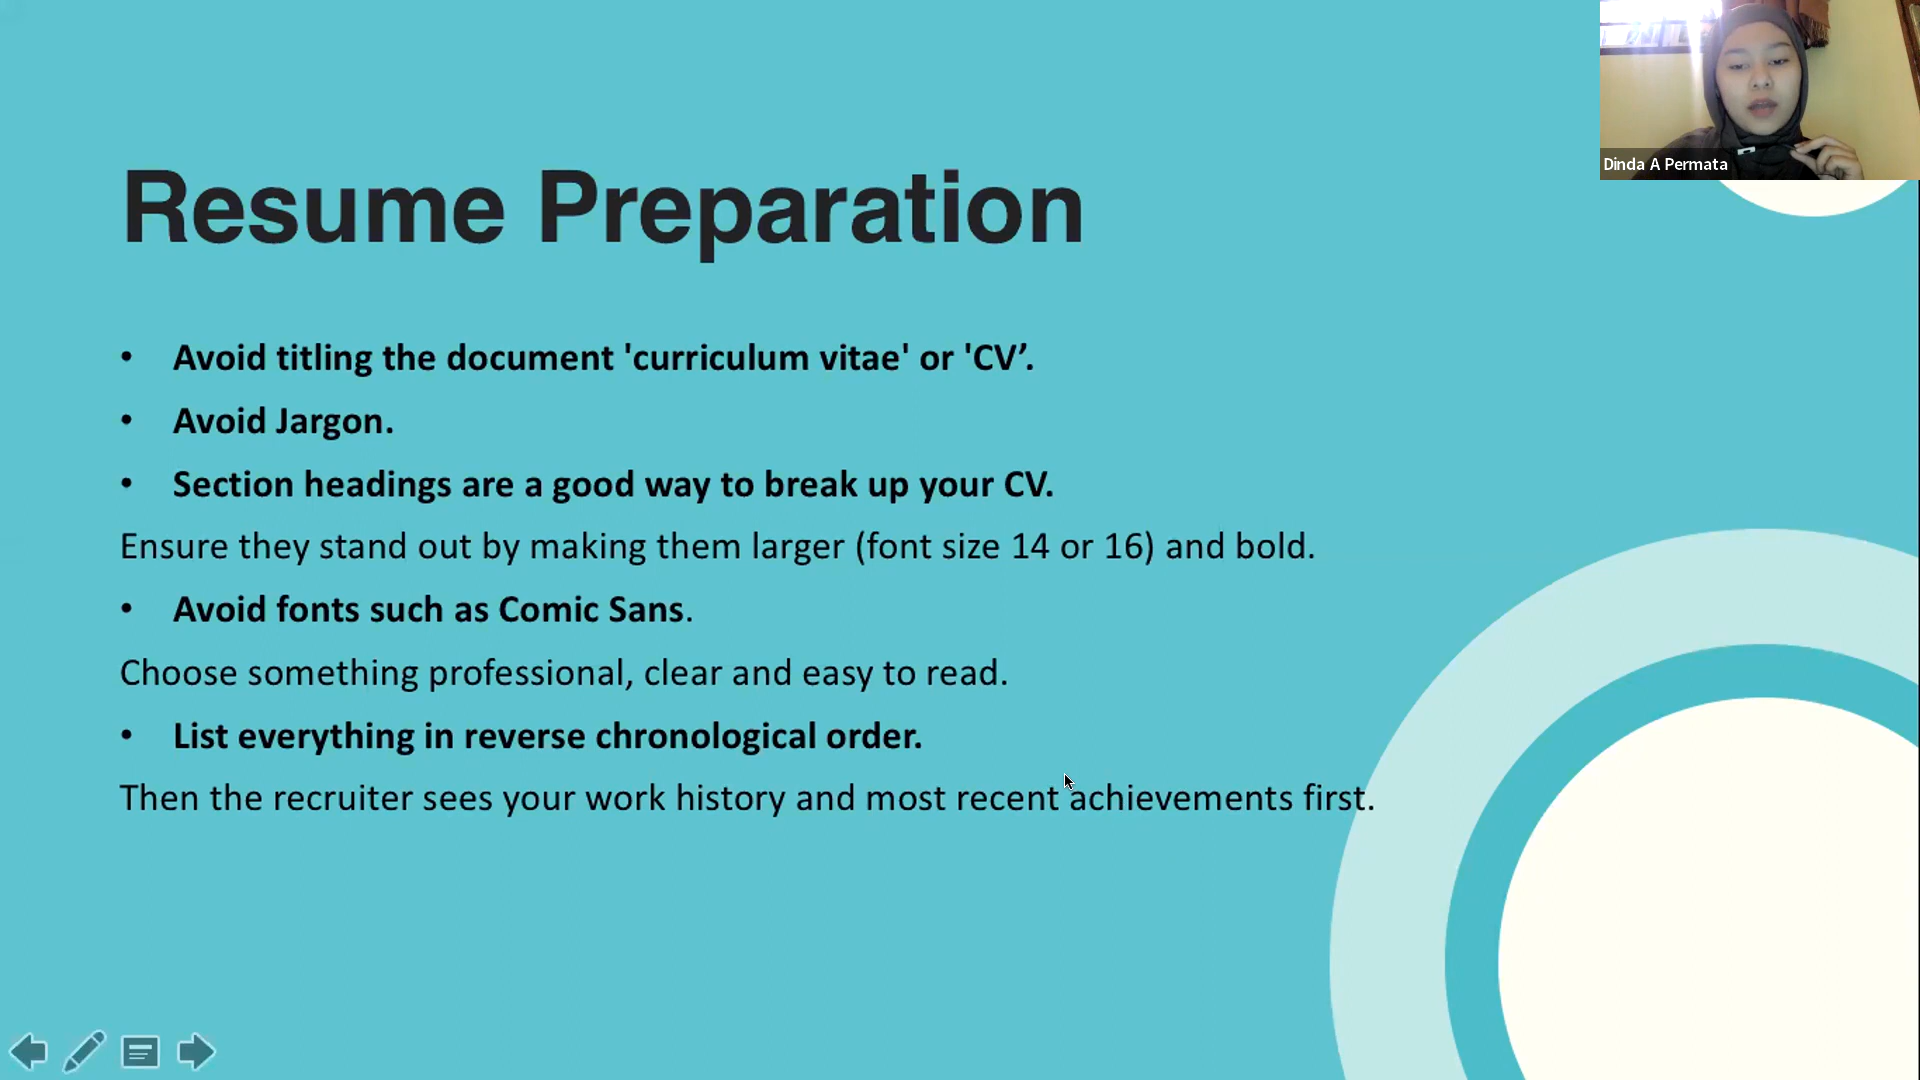 Dinda A Permata
Resume Preparation
• Avoid titling the document 'curriculum vitae' or 'CV’.
• Avoid Jargon.
• Section headings are a good way to break up your CV.
Ensure they stand out by making them larger (font size 14 or 16) and bold.
• Avoid fonts such as Comic Sans.
Choose something professional, clear and easy to read.
• List everything in reverse chronological order.
Then the recruiter sees your work history and most recent achievements first.